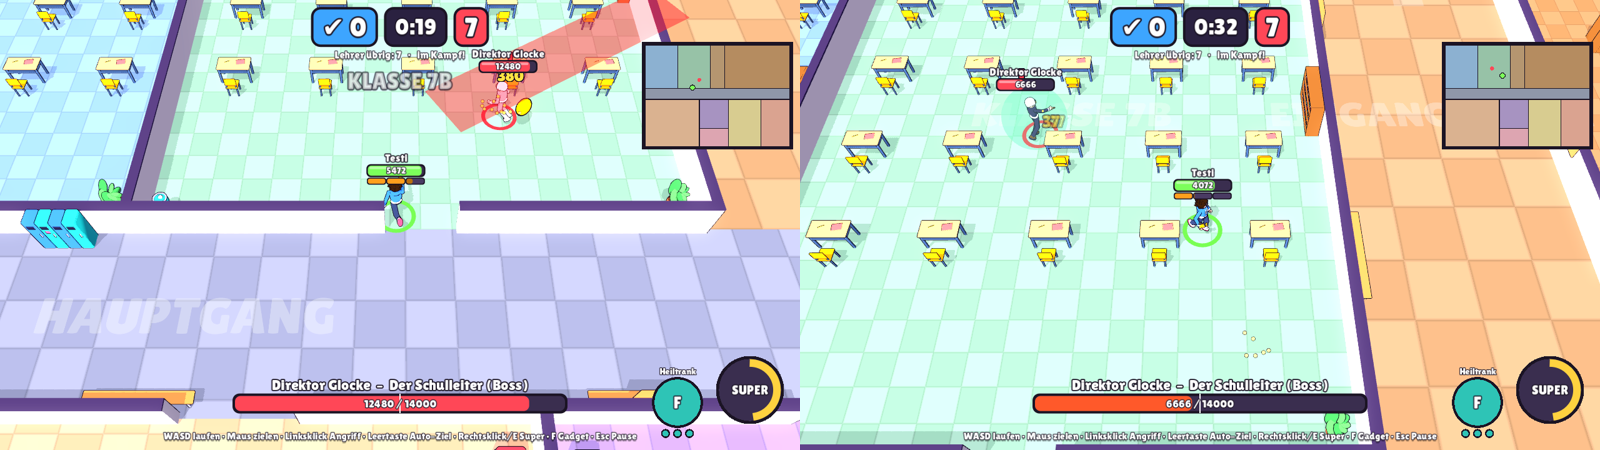 ✓ 0
0:19
7
Lehrer übrig: 7 · Im Kampf!
Direktor Glocke
12480
380
KLASSE 7B
Testl
5472
HAUPTGANG
Heiltrank
F
SUPER
Direktor Glocke – Der Schulleiter (Boss)
12480 / 14000
WASD laufen · Maus zielen · Linksklick Angriff · Leertaste Auto-Ziel · Rechtsklick/E Super · F Gadget · Esc Pause
✓ 0
0:32
7
Lehrer übrig: 7 · Im Kampf!
Direktor Glocke
6666
Testl
4072
Heiltrank
F
SUPER
Direktor Glocke – Der Schulleiter (Boss)
6666 / 14000
WASD laufen · Maus zielen · Linksklick Angriff · Leertaste Auto-Ziel · Rechtsklick/E Super · F Gadget · Esc Pause